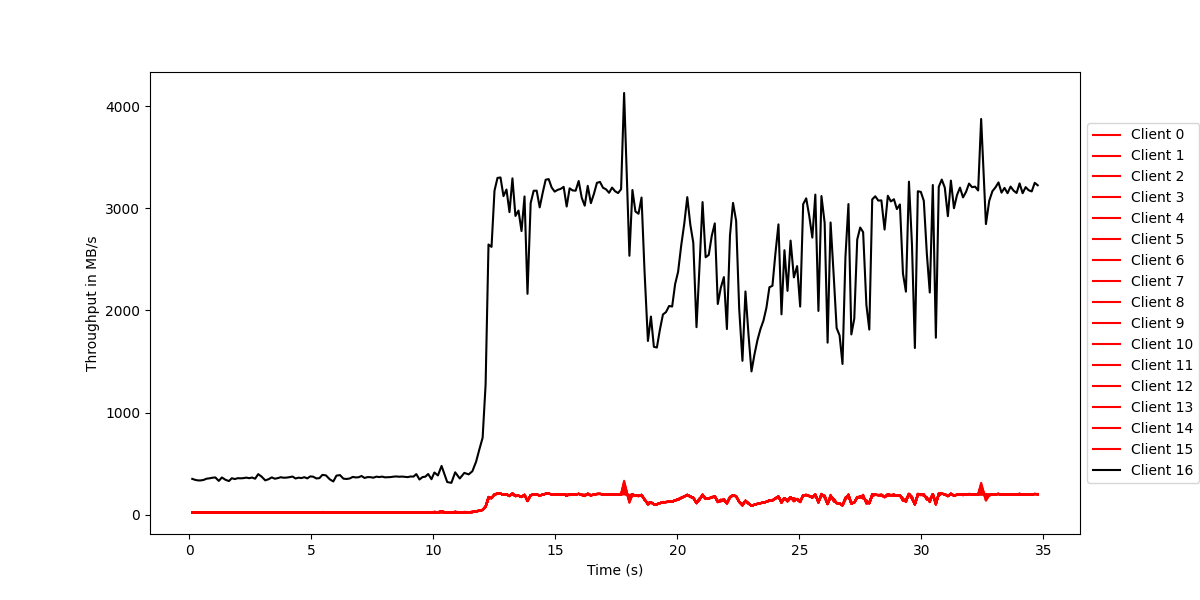 4000
3000
2000
1000
0
Throughput in MB/s
0 5 10 15 20 25 30 35
Time (s)
Client 0
Client 1
Client 2
Client 3
Client 4
Client 5
Client 6
Client 7
Client 8
Client 9
Client 10
Client 11
Client 12
Client 13
Client 14
Client 15
Client 16